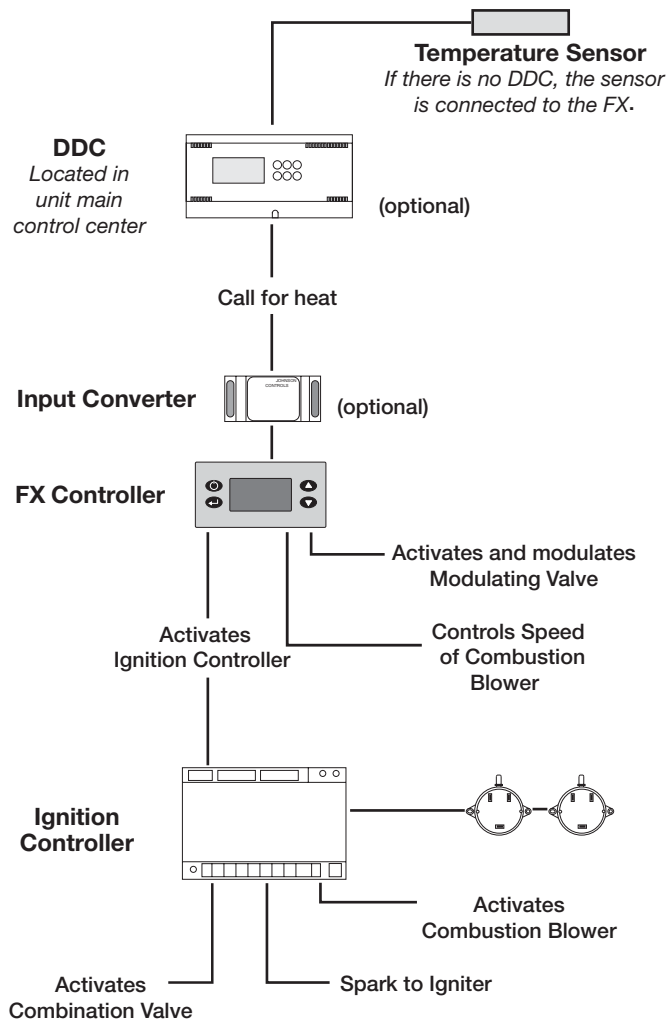 Temperature Sensor
If there is no DDC, the sensor
is connected to the FX.
DDC
Located in
unit main
control center
(optional)
Call for heat
JOHNSON
CONTROLS
Input Converter
(optional)
FX Controller
Activates and modulates
Modulating Valve
Activates
Ignition Controller
Controls Speed
of Combustion
Blower
Ignition
Controller
Activates
Combustion Blower
Activates
Combination Valve
Spark to Igniter